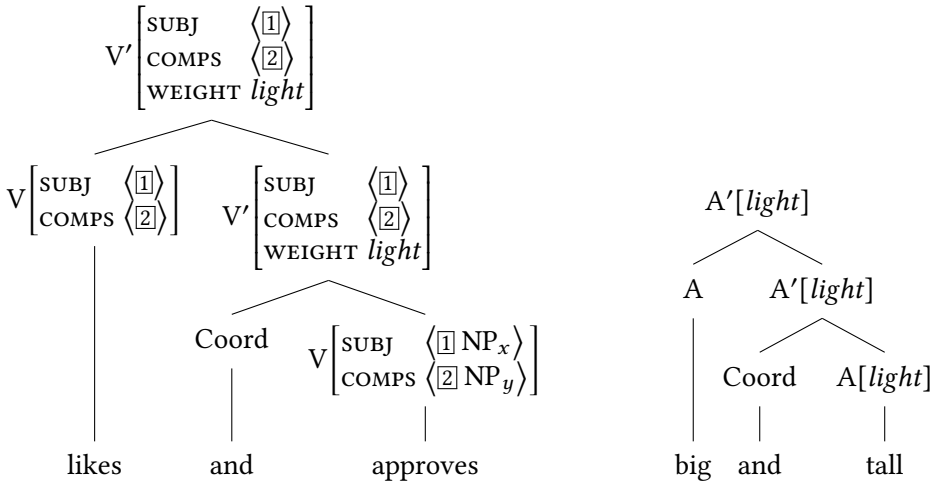 V′[SUBJ ⟨[1]⟩
COMPS ⟨[2]⟩
WEIGHT light]
V[SUBJ ⟨[1]⟩
COMPS ⟨[2]⟩]
V′[SUBJ ⟨[1]⟩
COMPS ⟨[2]⟩
WEIGHT light]
Coord
V[SUBJ ⟨[1] NPx⟩
COMPS ⟨[2] NPy⟩]
likes and approves
A′[light]
A A′[light]
Coord A[light]
big and tall